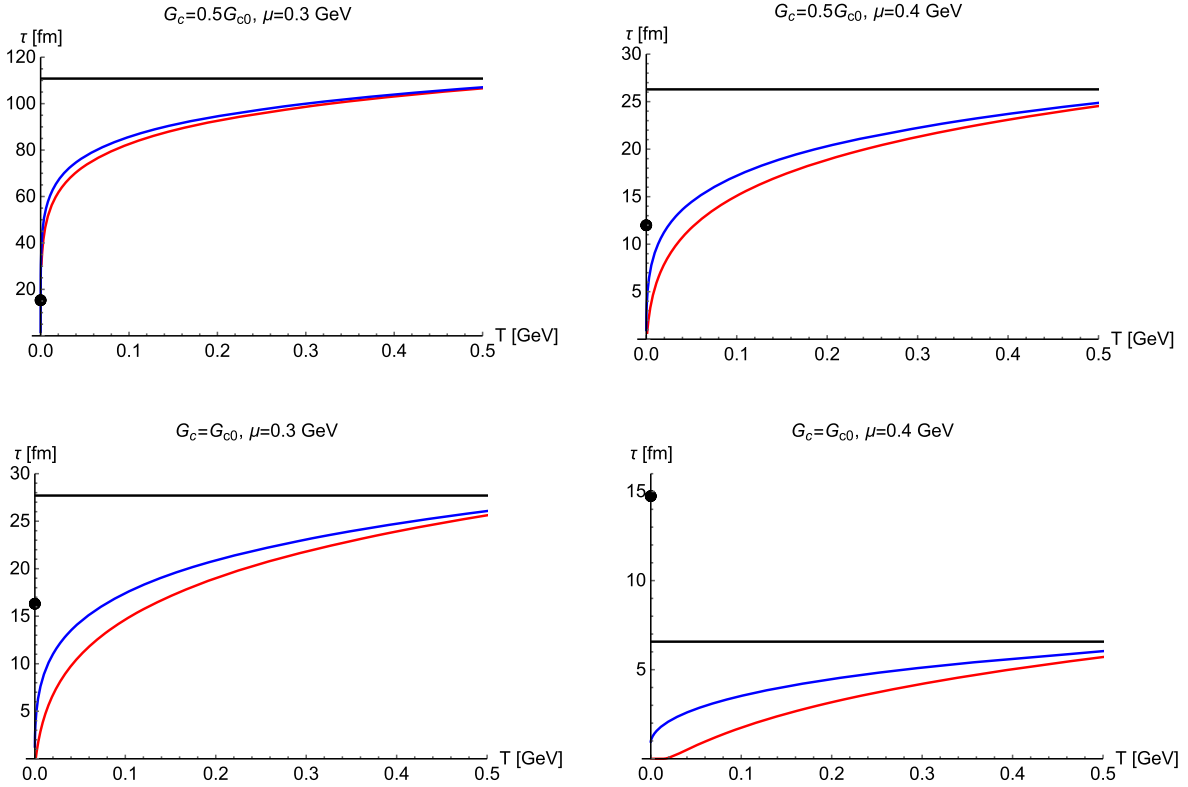 G_c=0.5G_c0, μ=0.3 GeV
τ [fm]
120
100
80
60
40
20
0.0 0.1 0.2 0.3 0.4 0.5
T [GeV]
G_c=0.5G_c0, μ=0.4 GeV
τ [fm]
30
25
20
15
10
5
0.0 0.1 0.2 0.3 0.4 0.5
T [GeV]
G_c=G_c0, μ=0.3 GeV
τ [fm]
30
25
20
15
10
5
0.0 0.1 0.2 0.3 0.4 0.5
T [GeV]
G_c=G_c0, μ=0.4 GeV
τ [fm]
15
10
5
0.0 0.1 0.2 0.3 0.4 0.5
T [GeV]